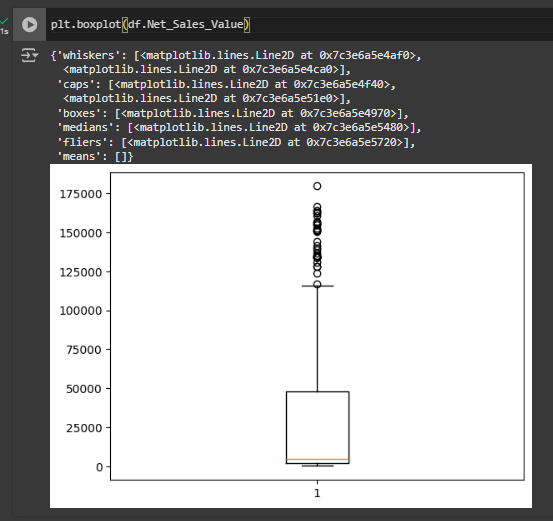 plt.boxplot(df.Net_Sales_Value)
1s
{'whiskers': [<matplotlib.lines.Line2D at 0x7c3e6a5e4af0>,
<matplotlib.lines.Line2D at 0x7c3e6a5e4ca0>],
'caps': [<matplotlib.lines.Line2D at 0x7c3e6a5e4f40>,
<matplotlib.lines.Line2D at 0x7c3e6a5e51e0>],
'boxes': [<matplotlib.lines.Line2D at 0x7c3e6a5e4970>],
'medians': [<matplotlib.lines.Line2D at 0x7c3e6a5e5480>],
'fliers': [<matplotlib.lines.Line2D at 0x7c3e6a5e5720>],
'means': []}
175000
150000
125000
100000
75000
50000
25000
0
1